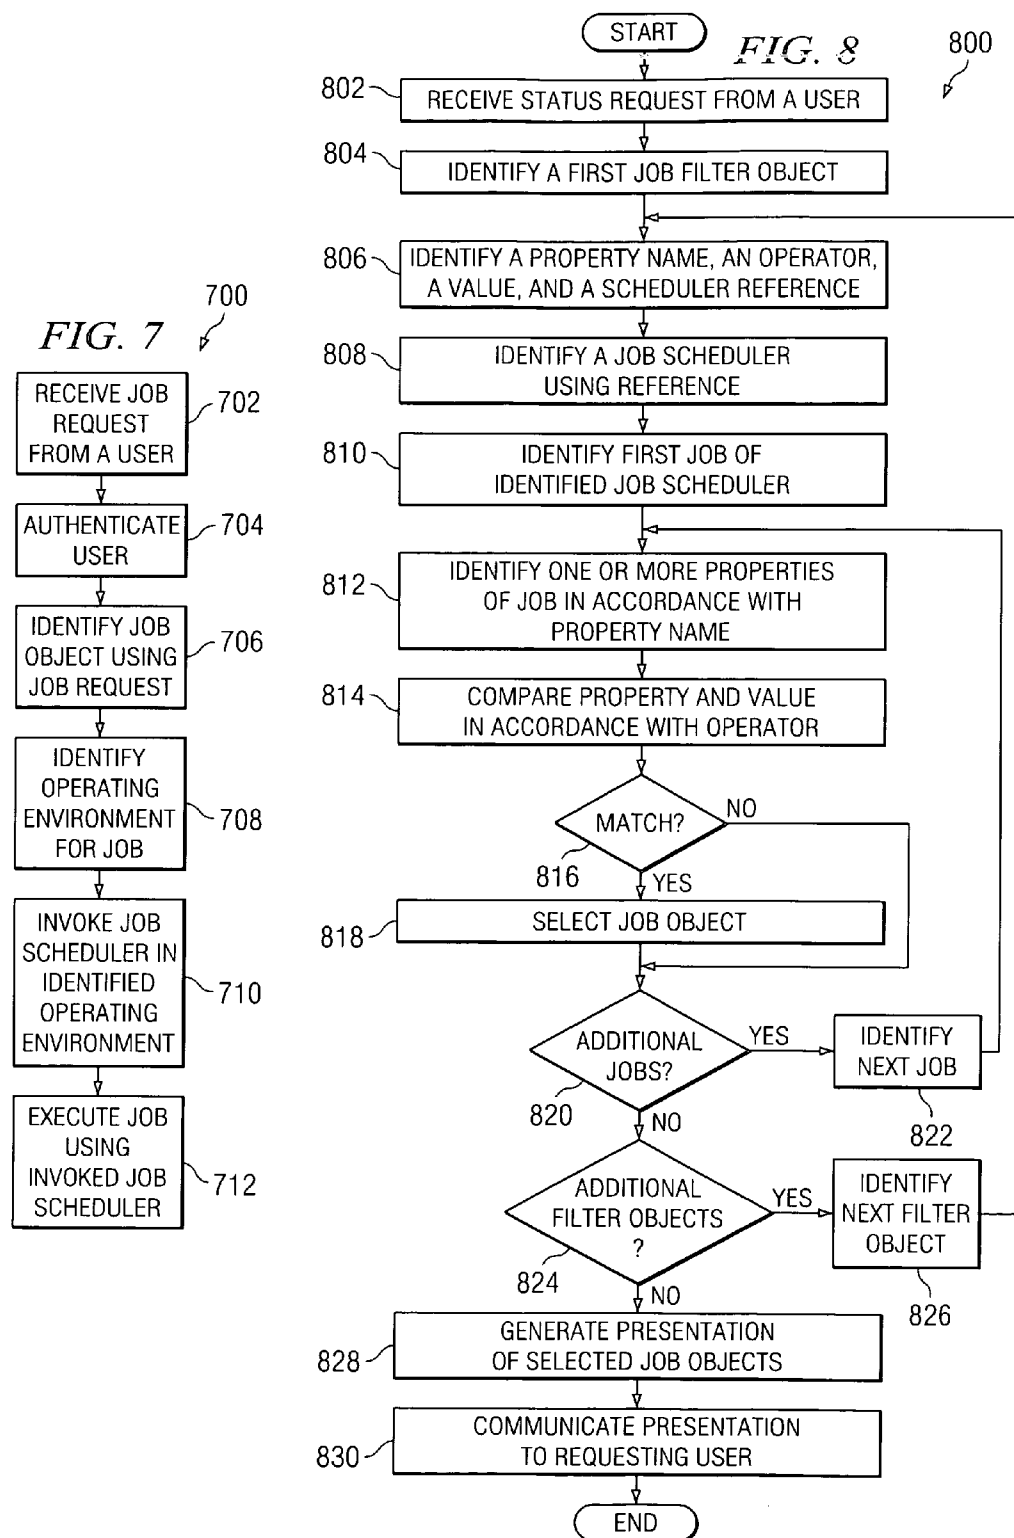 FIG. 7
700
RECEIVE JOB
REQUEST
FROM A USER
702
AUTHENTICATE
USER
704
IDENTIFY JOB
OBJECT USING
JOB REQUEST
706
IDENTIFY
OPERATING
ENVIRONMENT
FOR JOB
708
INVOKE JOB
SCHEDULER IN
IDENTIFIED
OPERATING
ENVIRONMENT
710
EXECUTE JOB
USING
INVOKED JOB
SCHEDULER
712
START
FIG. 8
800
802
RECEIVE STATUS REQUEST FROM A USER
804
IDENTIFY A FIRST JOB FILTER OBJECT
806
IDENTIFY A PROPERTY NAME, AN OPERATOR,
A VALUE, AND A SCHEDULER REFERENCE
808
IDENTIFY A JOB SCHEDULER
USING REFERENCE
810
IDENTIFY FIRST JOB OF
IDENTIFIED JOB SCHEDULER
812
IDENTIFY ONE OR MORE PROPERTIES
OF JOB IN ACCORDANCE WITH
PROPERTY NAME
814
COMPARE PROPERTY AND VALUE
IN ACCORDANCE WITH OPERATOR
MATCH?
NO
816
YES
818
SELECT JOB OBJECT
ADDITIONAL
JOBS?
YES
820
NO
IDENTIFY
NEXT JOB
822
ADDITIONAL
FILTER OBJECTS
?
YES
824
NO
IDENTIFY
NEXT FILTER
OBJECT
826
828
GENERATE PRESENTATION
OF SELECTED JOB OBJECTS
830
COMMUNICATE PRESENTATION
TO REQUESTING USER
END